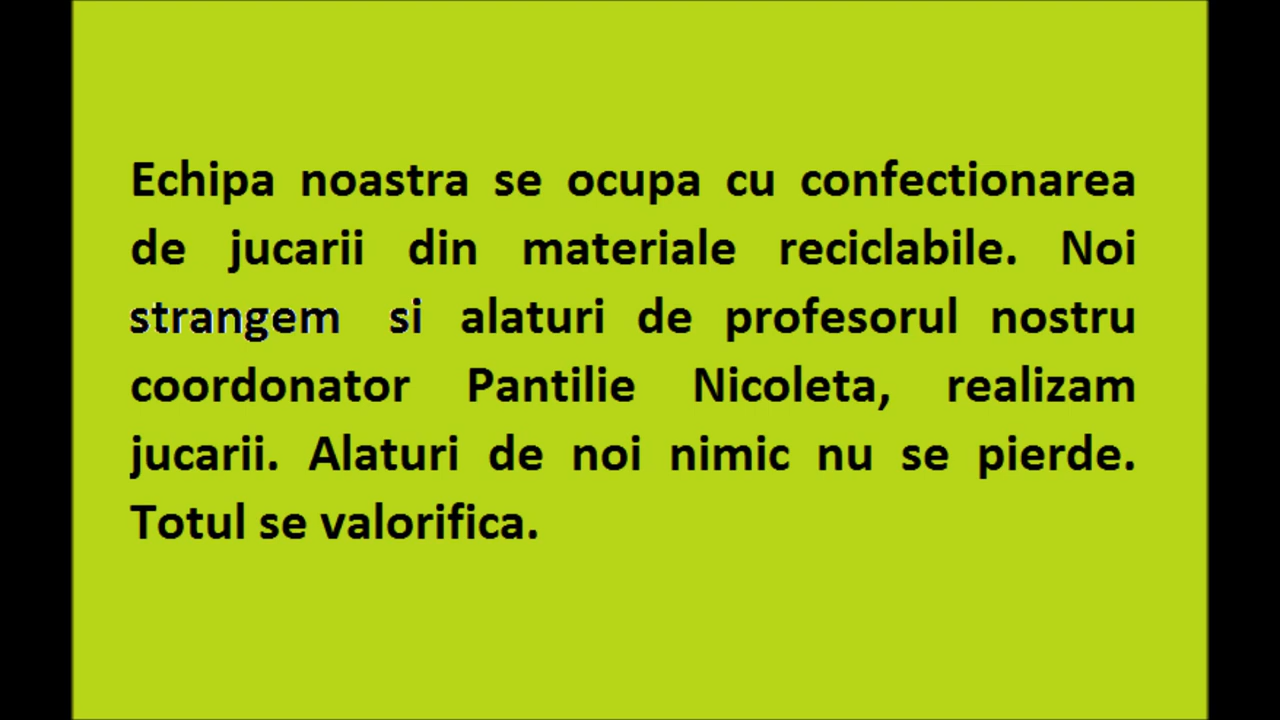 Echipa noastra se ocupa cu confectionarea
de jucarii din materiale reciclabile. Noi
strangem si alaturi de profesorul nostru
coordonator Pantilie Nicoleta, realizam
jucarii. Alaturi de noi nimic nu se pierde.
Totul se valorifica.